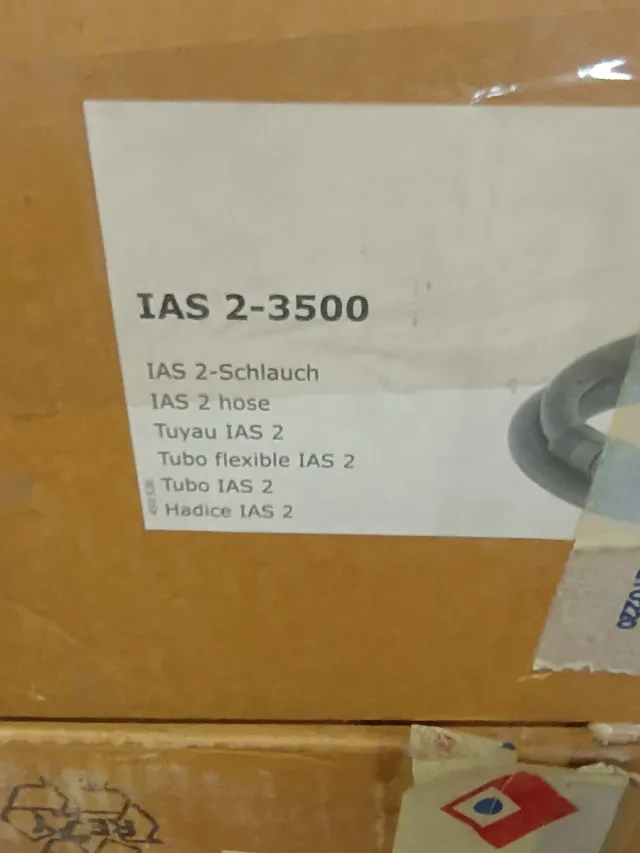 IAS 2-3500
IAS 2-Schlauch
IAS 2 hose
Tuyau IAS 2
Tubo flexible IAS 2
Tubo IAS 2
Hadice IAS 2